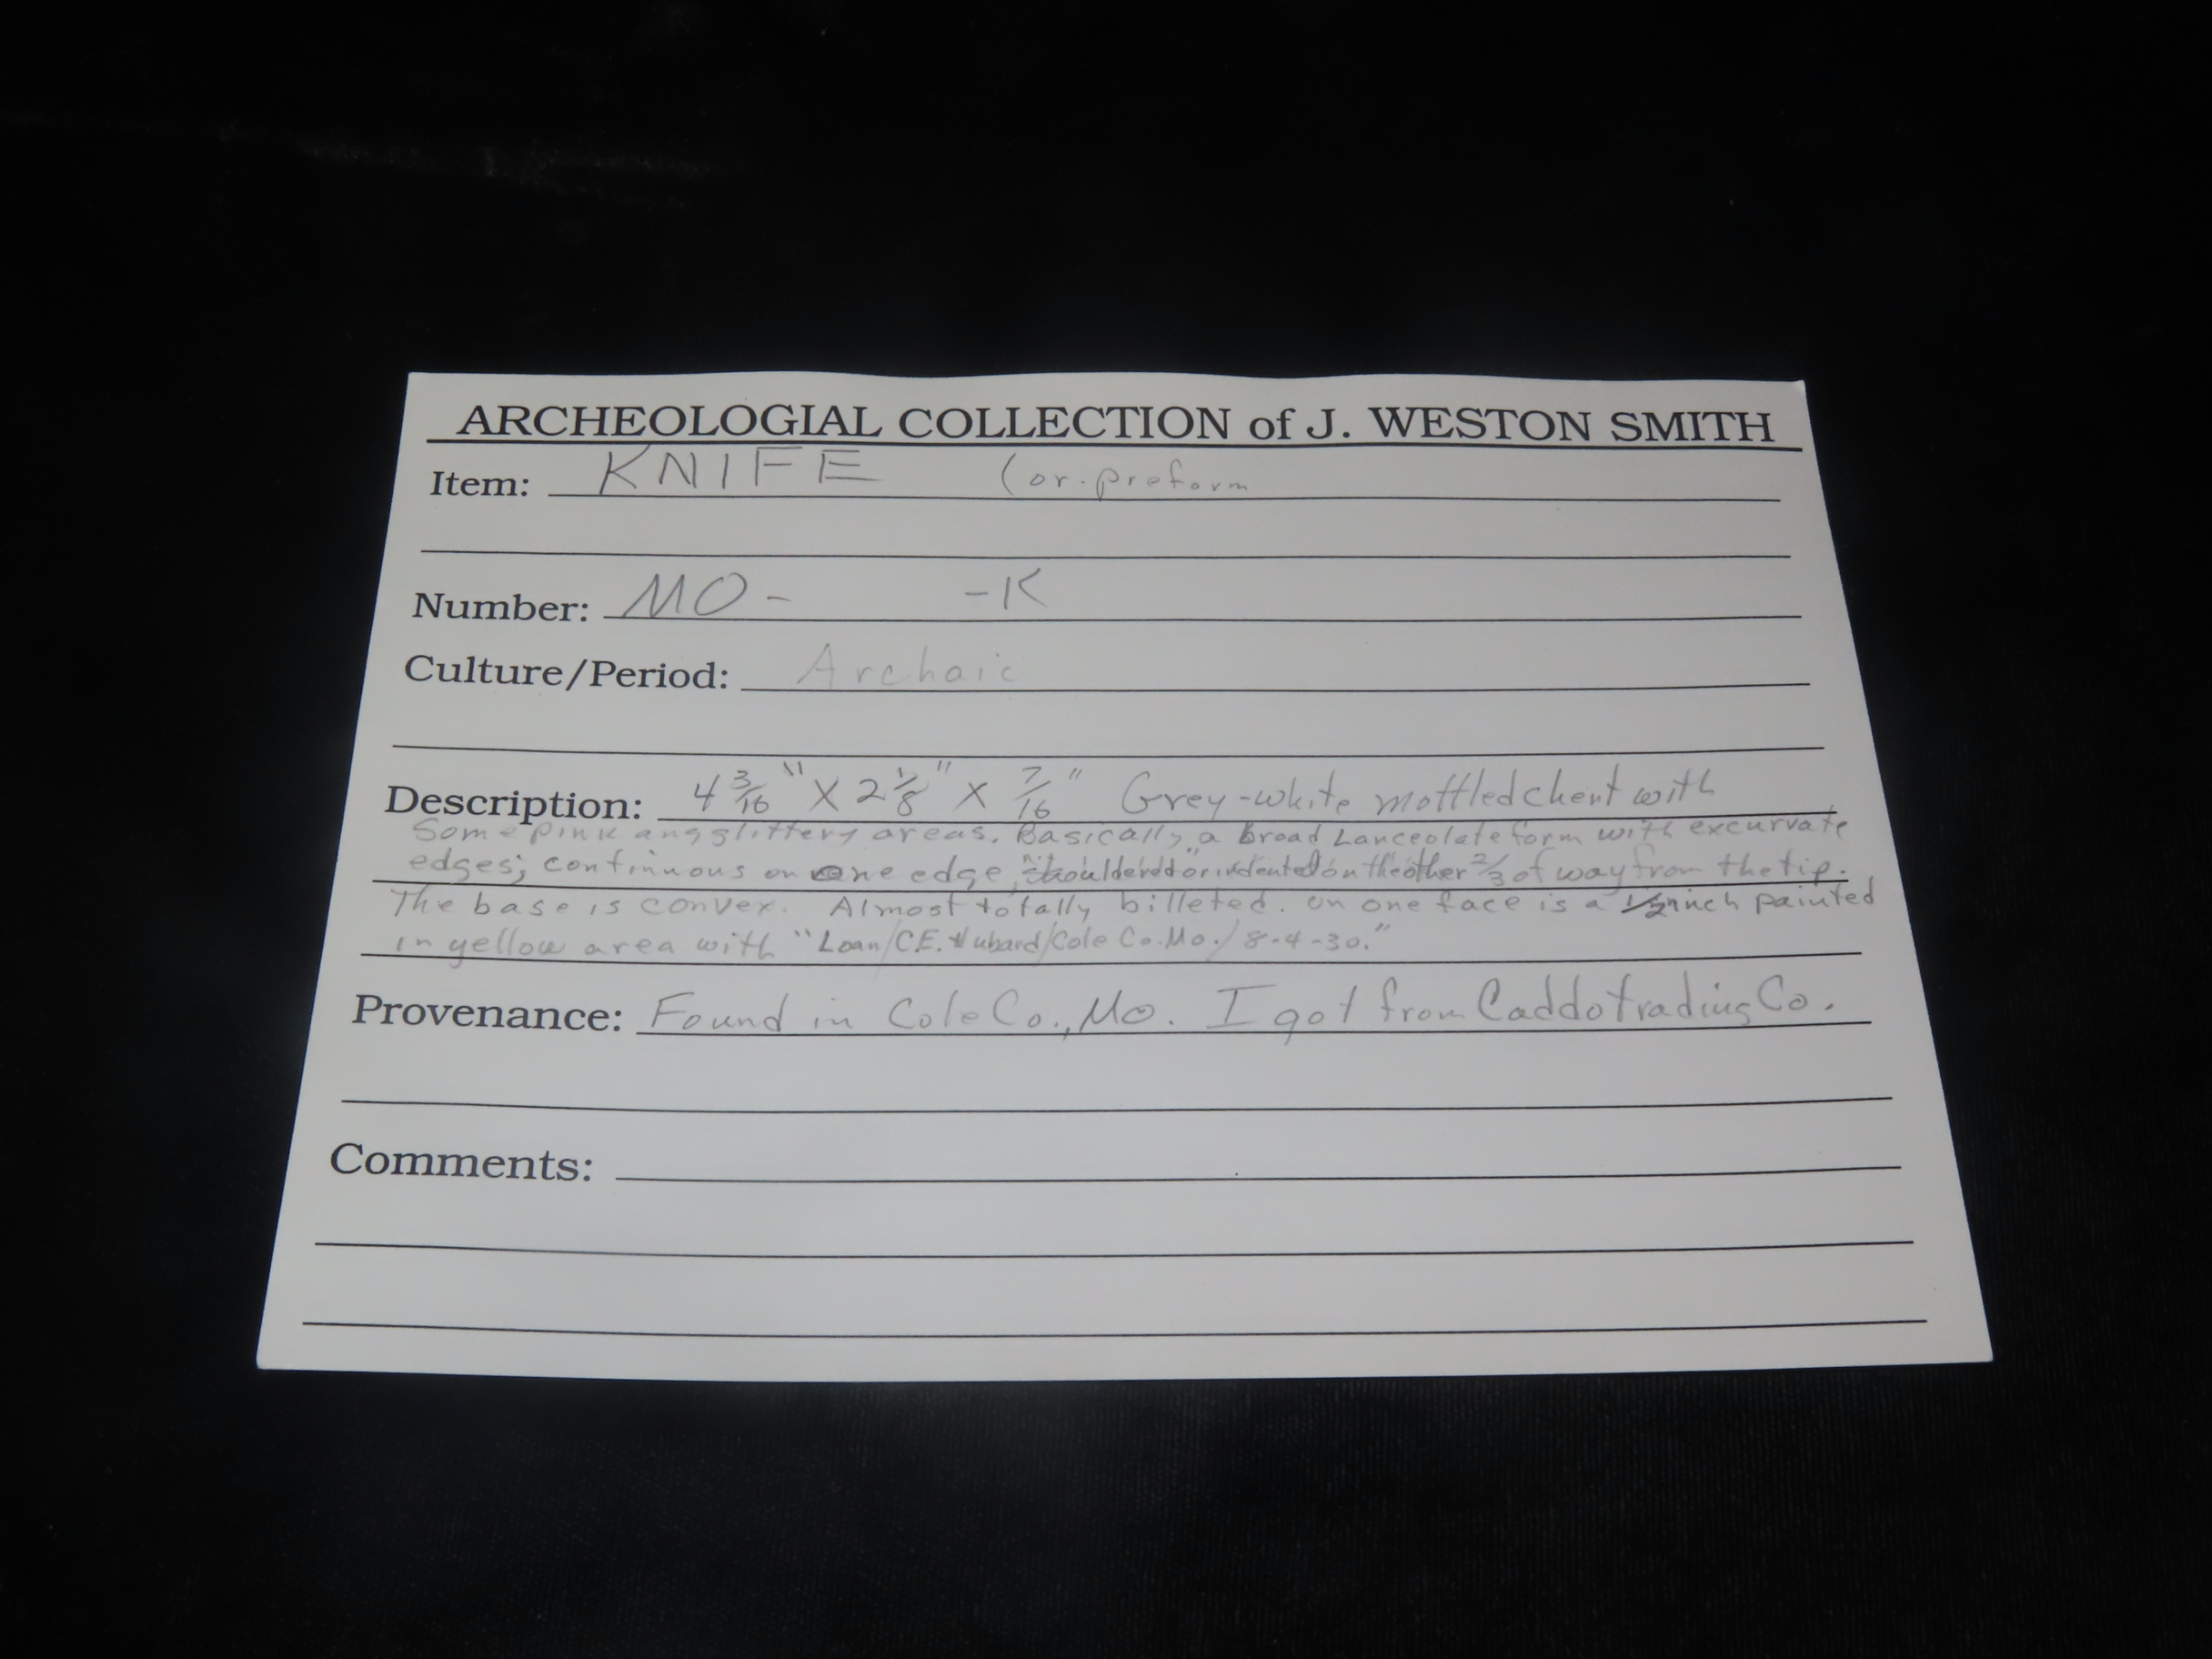 ARCHEOLOGIAL COLLECTION of J. WESTON SMITH
Item: KNIFE (or preform
Number: MO- -K
Culture/Period: Archaic
Description: 4 3/16" X 2 1/8" X 7/16" Grey-white mottled chert with
Some pink and glittery areas. Basically, a broad Lanceolate form with excurvate
edges; continuous on one edge, "shouldered" or indented on the other 2/3 of way from the tip.
The base is convex. Almost totally billeted. On one face is a 1/2 inch painted
in yellow area with "Loan/C.E. Hubard/Cole Co. Mo./8-4-30."
Provenance: Found in Cole Co., Mo. I got from Caddo Trading Co.
Comments: